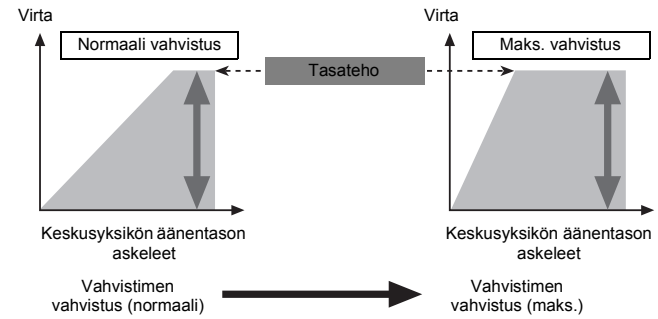 Virta
Normaali vahvistus
Tasateho
Virta
Maks. vahvistus
Keskusyksikön äänentason
askeleet
Keskusyksikön äänentason
askeleet
Vahvistimen
vahvistus (normaali)
Vahvistimen
vahvistus (maks.)